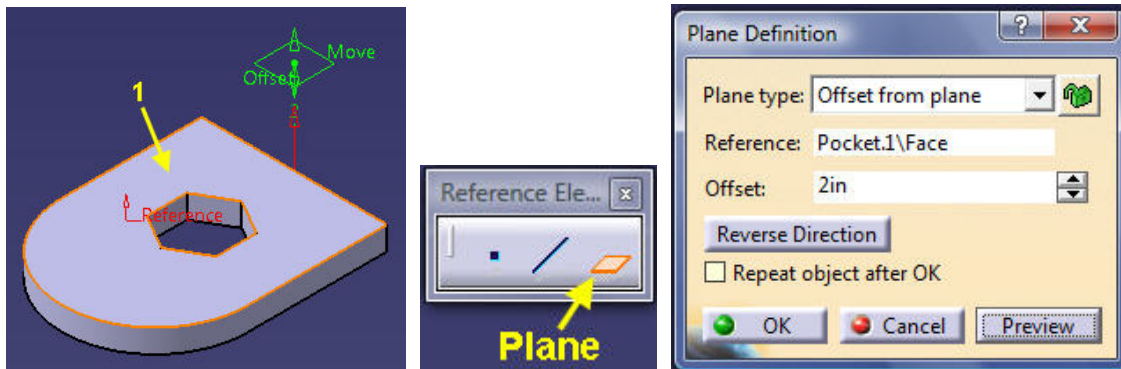 Move
Offset
1
Reference
Reference Ele...
Plane
Plane Definition
Plane type: Offset from plane
Reference: Pocket.1\Face
Offset: 2in
Reverse Direction
Repeat object after OK
OK Cancel Preview